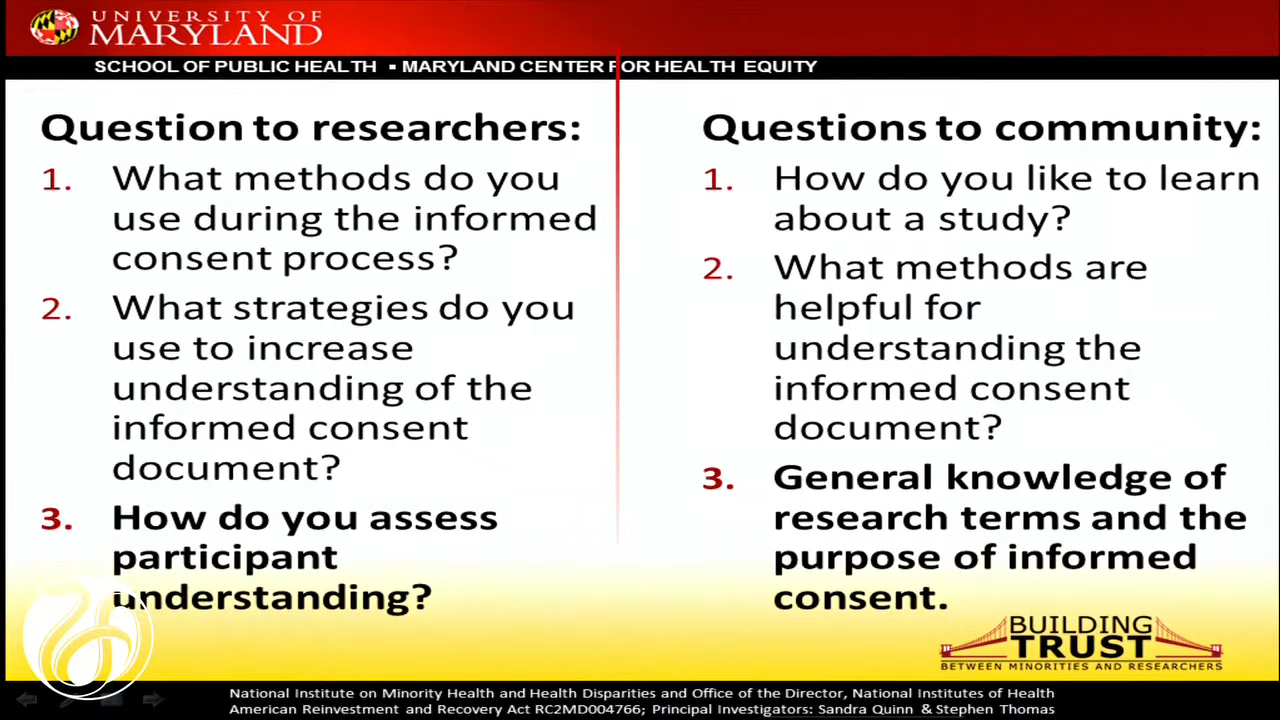 UNIVERSITY OF
MARYLAND
SCHOOL OF PUBLIC HEALTH ▪ MARYLAND CENTER FOR HEALTH EQUITY
Question to researchers:
1. What methods do you
use during the informed
consent process?
2. What strategies do you
use to increase
understanding of the
informed consent
document?
3. How do you assess
participant
understanding?
Questions to community:
1. How do you like to learn
about a study?
2. What methods are
helpful for
understanding the
informed consent
document?
3. General knowledge of
research terms and the
purpose of informed
consent.
BUILDING
TRUST
BETWEEN MINORITIES AND RESEARCHERS
National Institute on Minority Health and Health Disparities and Office of the Director, National Institutes of Health
American Reinvestment and Recovery Act RC2MD004766; Principal Investigators: Sandra Quinn & Stephen Thomas